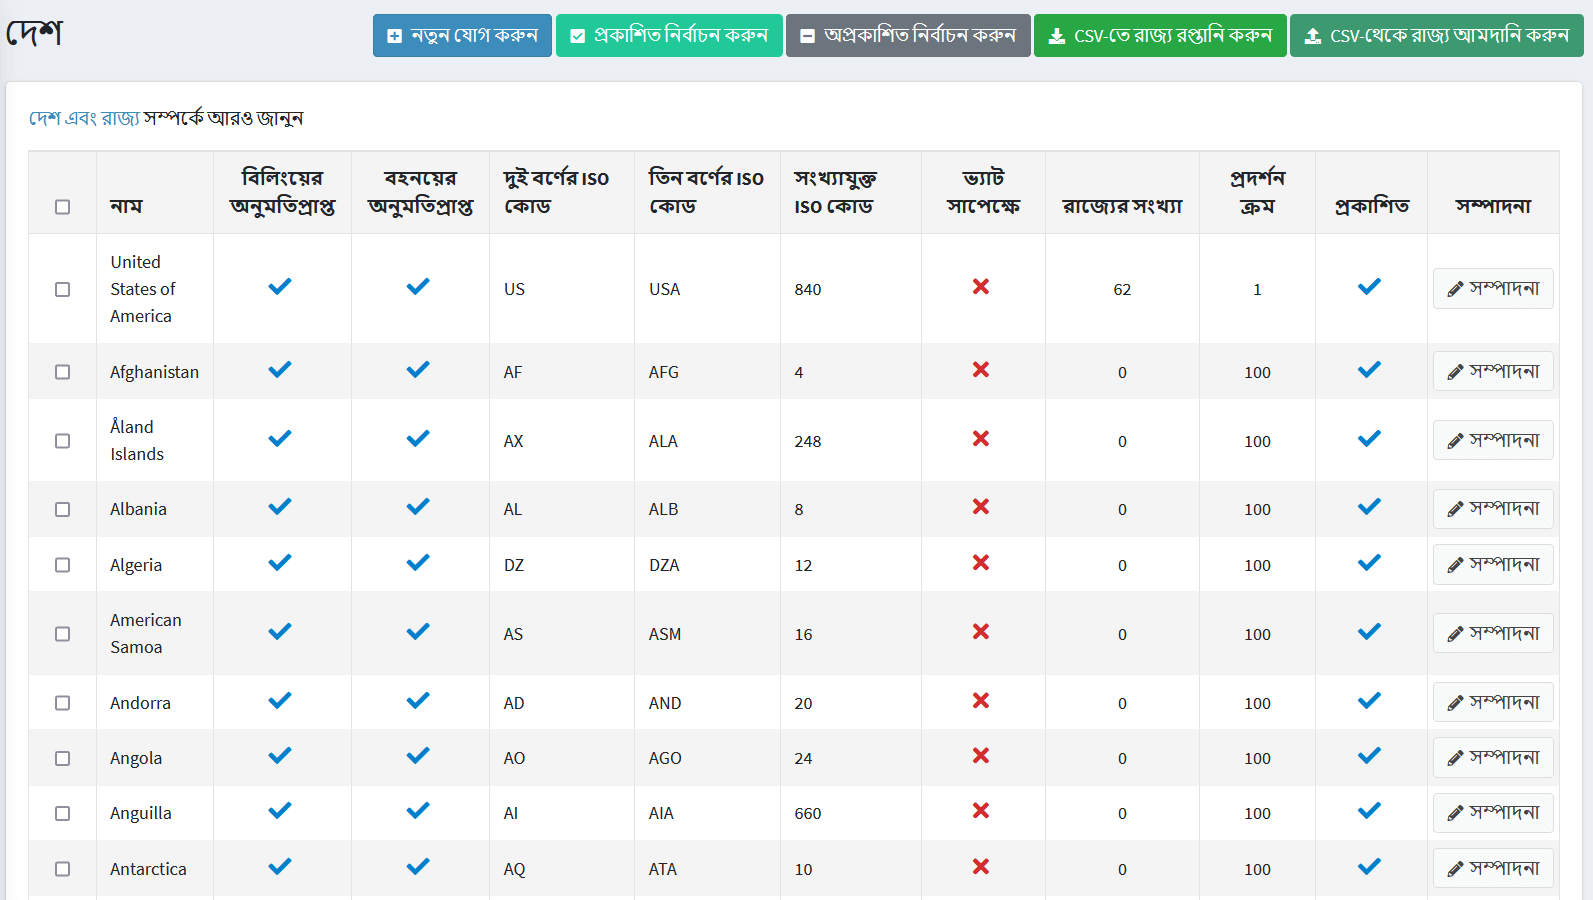 দেশ
নতুন যোগ করুন
প্রকাশিত নির্বাচন করুন
অপ্রকাশিত নির্বাচন করুন
CSV-তে রাজ্য রপ্তানি করুন
CSV-থেকে রাজ্য আমদানি করুন
দেশ এবং রাজ্য সম্পর্কে আরও জানুন
নাম
বিলিংয়ের
অনুমতিপ্রাপ্ত
বহনয়ের
অনুমতিপ্রাপ্ত
দুই বর্ণের ISO
কোড
তিন বর্ণের ISO
কোড
সংখ্যাযুক্ত
ISO কোড
ভ্যাট
সাপেক্ষে
রাজ্যের সংখ্যা
প্রদর্শন
ক্রম
প্রকাশিত
সম্পাদনা
United
States of
America
US USA 840 62 1 সম্পাদনা
Afghanistan AF AFG 4 0 100 সম্পাদনা
Åland
Islands
AX ALA 248 0 100 সম্পাদনা
Albania AL ALB 8 0 100 সম্পাদনা
Algeria DZ DZA 12 0 100 সম্পাদনা
American
Samoa
AS ASM 16 0 100 সম্পাদনা
Andorra AD AND 20 0 100 সম্পাদনা
Angola AO AGO 24 0 100 সম্পাদনা
Anguilla AI AIA 660 0 100 সম্পাদনা
Antarctica AQ ATA 10 0 100 সম্পাদনা